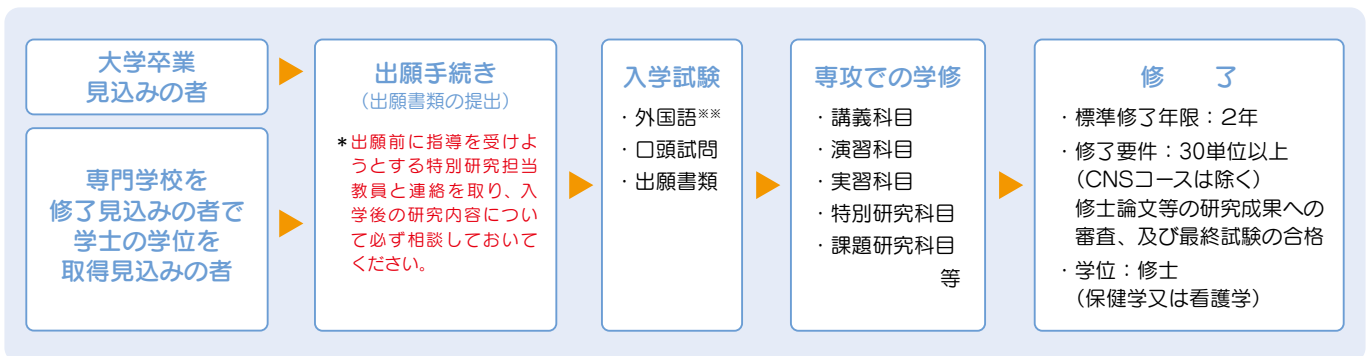 大学卒業
見込みの者
専門学校を
修了見込みの者で
学士の学位を
取得見込みの者
出願手続き
（出願書類の提出）
*出願前に指導を受けよ
うとする特別研究担当
教員と連絡を取り、入
学後の研究内容につい
て必ず相談しておいて
ください。
入学試験
・外国語※※
・口頭試問
・出願書類
専攻での学修
・講義科目
・演習科目
・実習科目
・特別研究科目
・課題研究科目
等
修　了
・標準修了年限：2年
・修了要件：30単位以上
（CNSコースは除く）
修士論文等の研究成果への
審査、及び最終試験の合格
・学位：修士
（保健学又は看護学）